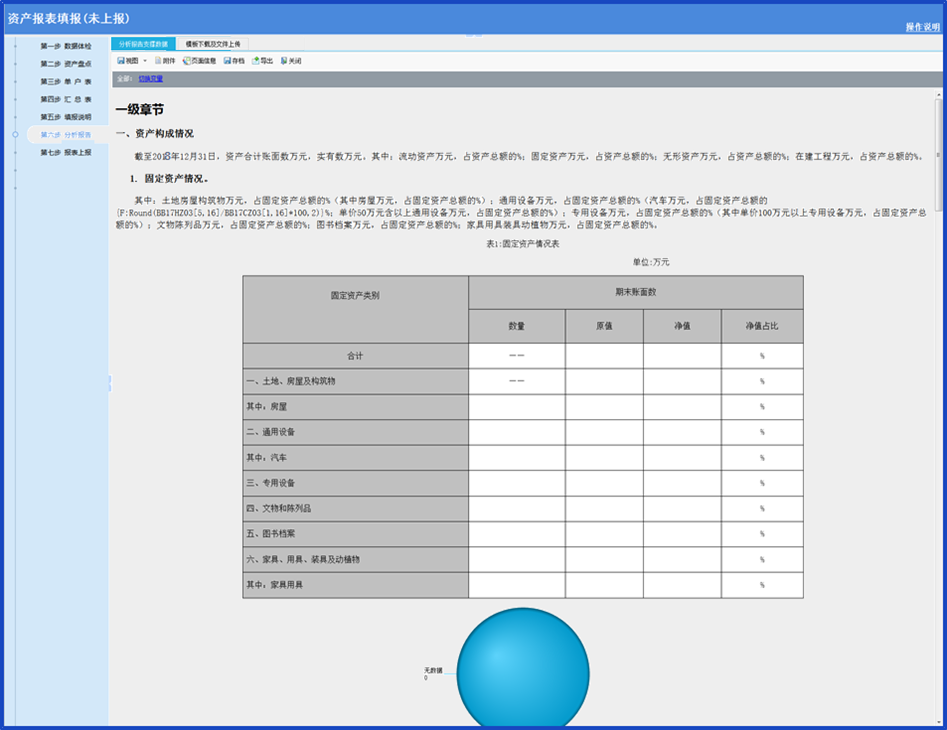 资产报表填报(未上报)
操作说明
第一步 数据体检
第二步 资产盘点
第三步 单 户 表
第四步 汇 总 表
第五步 填报说明
第六步 分析报告
第七步 报表上报
分析报告支撑数据 模板下载及文件上传
视图 附件 页面信息 存档 导出 关闭
全部: 切换变量
一级章节
一、资产构成情况
截至2018年12月31日，资产合计账面数万元，实有数万元，其中：流动资产万元，占资产总额的%；固定资产万元，占资产总额的%；无形资产万元，占资产总额的%；在建工程万元，占资产总额的%。
1. 固定资产情况。
其中：土地房屋构筑物万元，占固定资产总额的%（其中房屋万元，占固定资产总额的%）；通用设备万元，占固定资产总额的%（汽车万元，占固定资产总额的
{F:Round(BB17HZ03[5,16]/BB17CZ03[1,16]*100,2)}%；单价50万元含以上通用设备万元，占固定资产总额的%）；专用设备万元，占固定资产总额的%（其中单价100万元以上专用设备万元，占固定资产总
额的%）；文物陈列品万元，占固定资产总额的%；图书档案万元，占固定资产总额的%；家具用具装具动植物万元，占固定资产总额的%。
表1:固定资产情况表
单位:万元
固定资产类别 期末账面数
数量 原值 净值 净值占比
合计 —— %
一、土地、房屋及构筑物 —— %
其中：房屋 %
二、通用设备 %
其中：汽车 %
三、专用设备 %
四、文物和陈列品 %
五、图书档案 %
六、家具、用具、装具及动植物 %
其中：家具用具 %
无数据
0